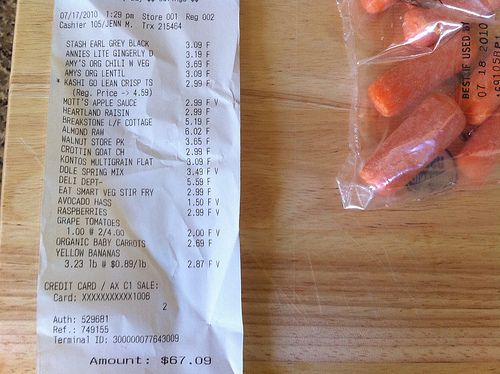 07/17/2010 1:29 pm Store 001 Reg 002
Cashier 105/JENN M. Trx 215464
STASH EARL GREY BLACK 3.09 F
ANNIES LITE GINGERLY D 3.19 F
AMY'S ORG CHILI W VEG 3.69 F
AMYS ORG LENTIL 3.09 F
* KASHI GO LEAN CRISP TS 2.99 F
(Reg. Price -> 4.59)
MOTT'S APPLE SAUCE 2.99 F V
HEARTLAND RAISIN 2.99 F
BREAKSTONE L/F COTTAGE 5.19 F
ALMOND RAW 6.02 F
WALNUT STORE PK 3.65 F
CROTTIN GOAT CH 2.99 F
KONTOS MULTIGRAIN FLAT 3.09 F
DOLE SPRING MIX 3.49 F V
DELI DEPT- 5.59 F
EAT SMART VEG STIR FRY 2.99 F
AVOCADO HASS 1.50 F V
RASPBERRIES 2.99 F V
GRAPE TOMATOES
1.00 @ 2/4.00 2.00 F V
ORGANIC BABY CARROTS 2.69 F
YELLOW BANANAS
3.23 lb @ $0.89/lb 2.87 F V
CREDIT CARD / AX C1 SALE:
Card: XXXXXXXXXXX1006
2
Auth: 529681
Ref.: 749155
Terminal ID: 300000077643009
Amount: $67.09
BEST IF USED BY
07 18 2010